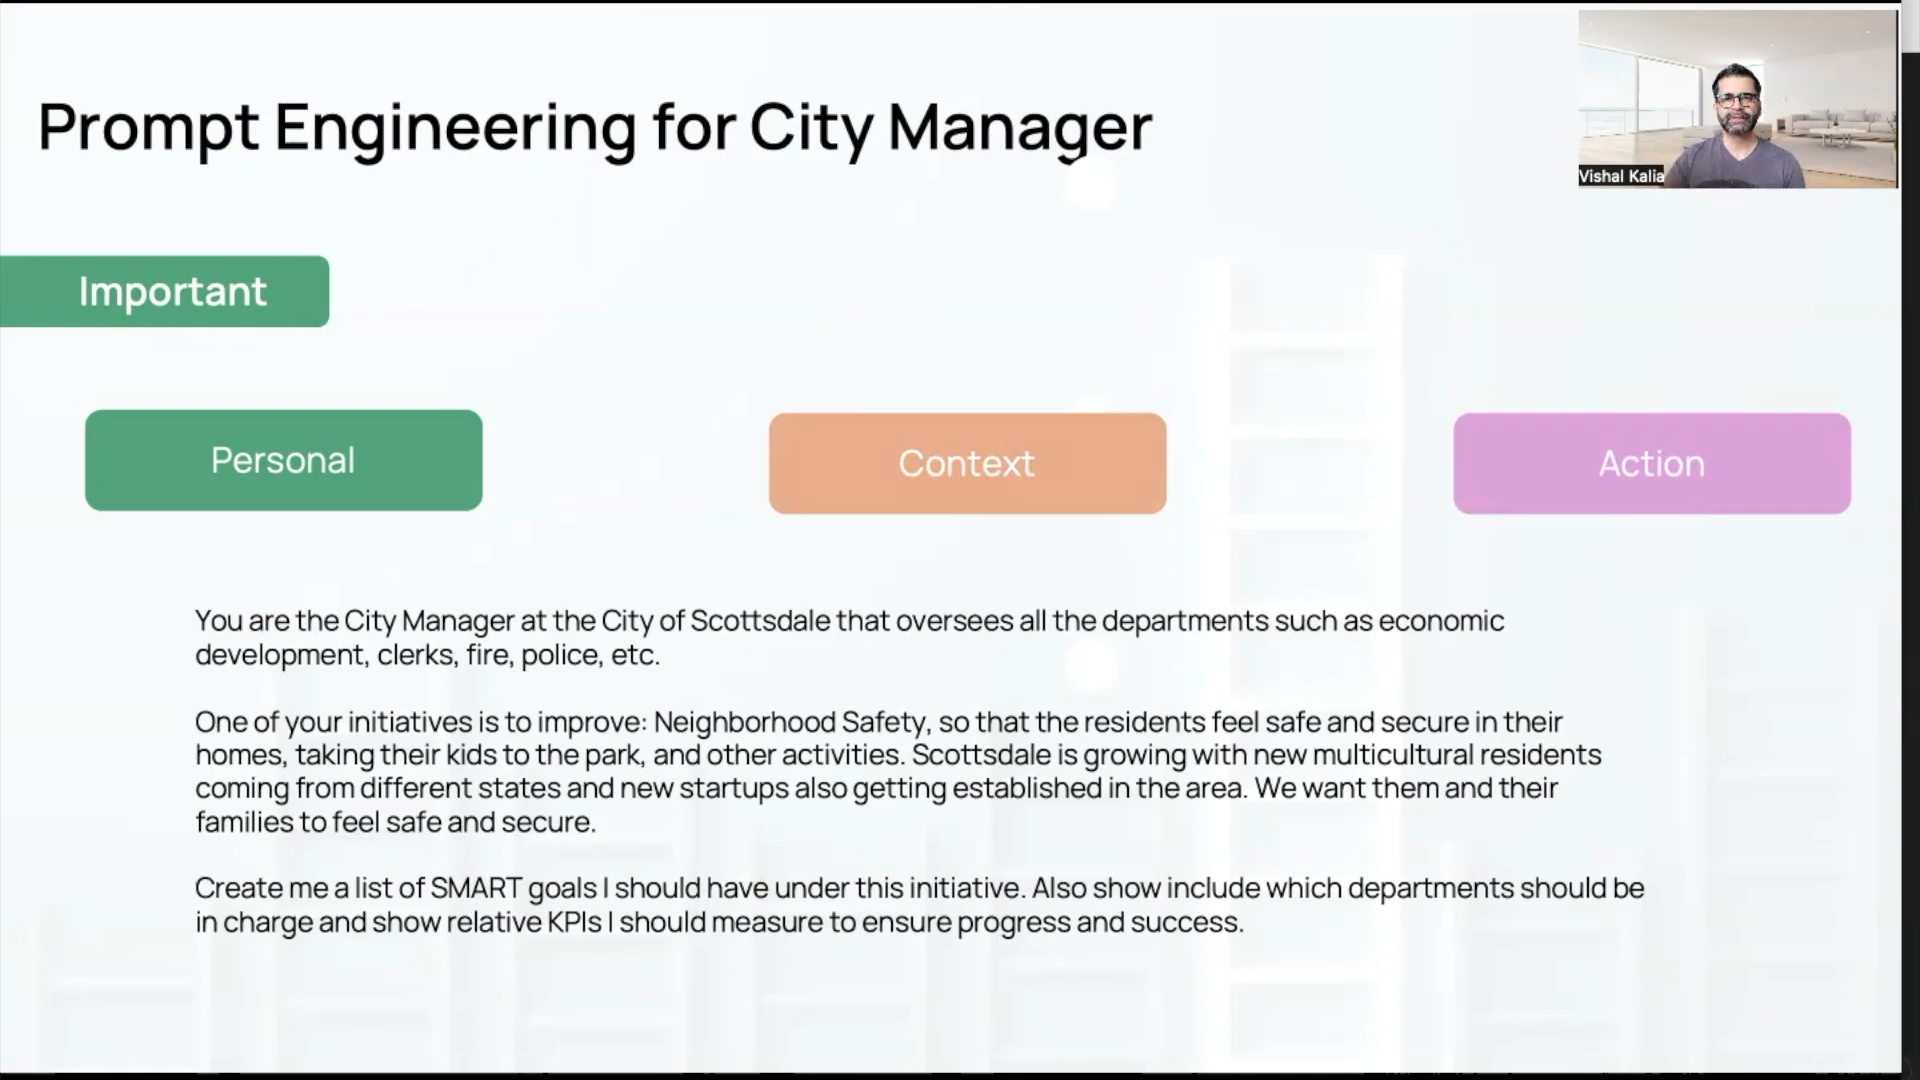 Prompt Engineering for City Manager
Vishal Kalia
Important
Personal
Context
Action
You are the City Manager at the City of Scottsdale that oversees all the departments such as economic
development, clerks, fire, police, etc.
One of your initiatives is to improve: Neighborhood Safety, so that the residents feel safe and secure in their
homes, taking their kids to the park, and other activities. Scottsdale is growing with new multicultural residents
coming from different states and new startups also getting established in the area. We want them and their
families to feel safe and secure.
Create me a list of SMART goals I should have under this initiative. Also show include which departments should be
in charge and show relative KPIs I should measure to ensure progress and success.